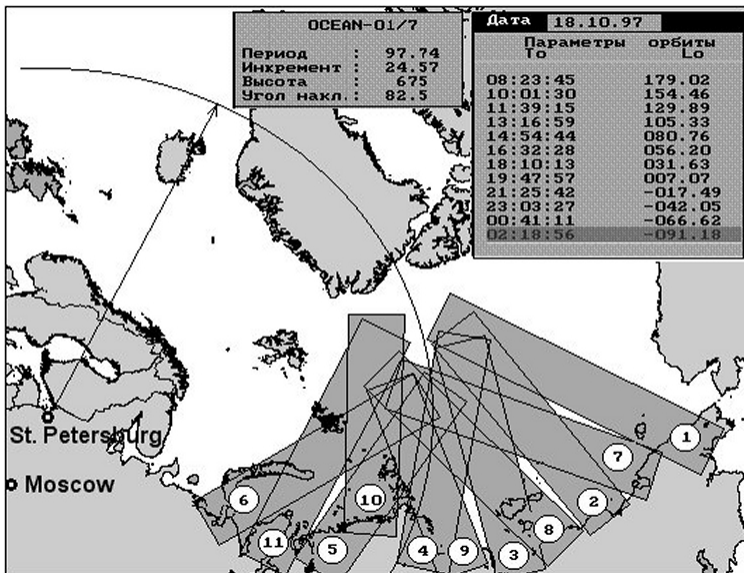 OCEAN-01/7
Период : 97.74
Инкремент : 24.57
Высота : 675
Угол накл.: 82.5
Дата 18.10.97
Параметры орбиты
To Lo
08:23:45 179.02
10:01:30 154.46
11:39:15 129.89
13:16:59 105.33
14:54:44 080.76
16:32:28 056.20
18:10:13 031.63
19:47:57 007.07
21:25:42 -017.49
23:03:27 -042.05
00:41:11 -066.62
02:18:56 -091.18
St. Petersburg
Moscow
1
7
6
10
2
8
11
5
4
9
3